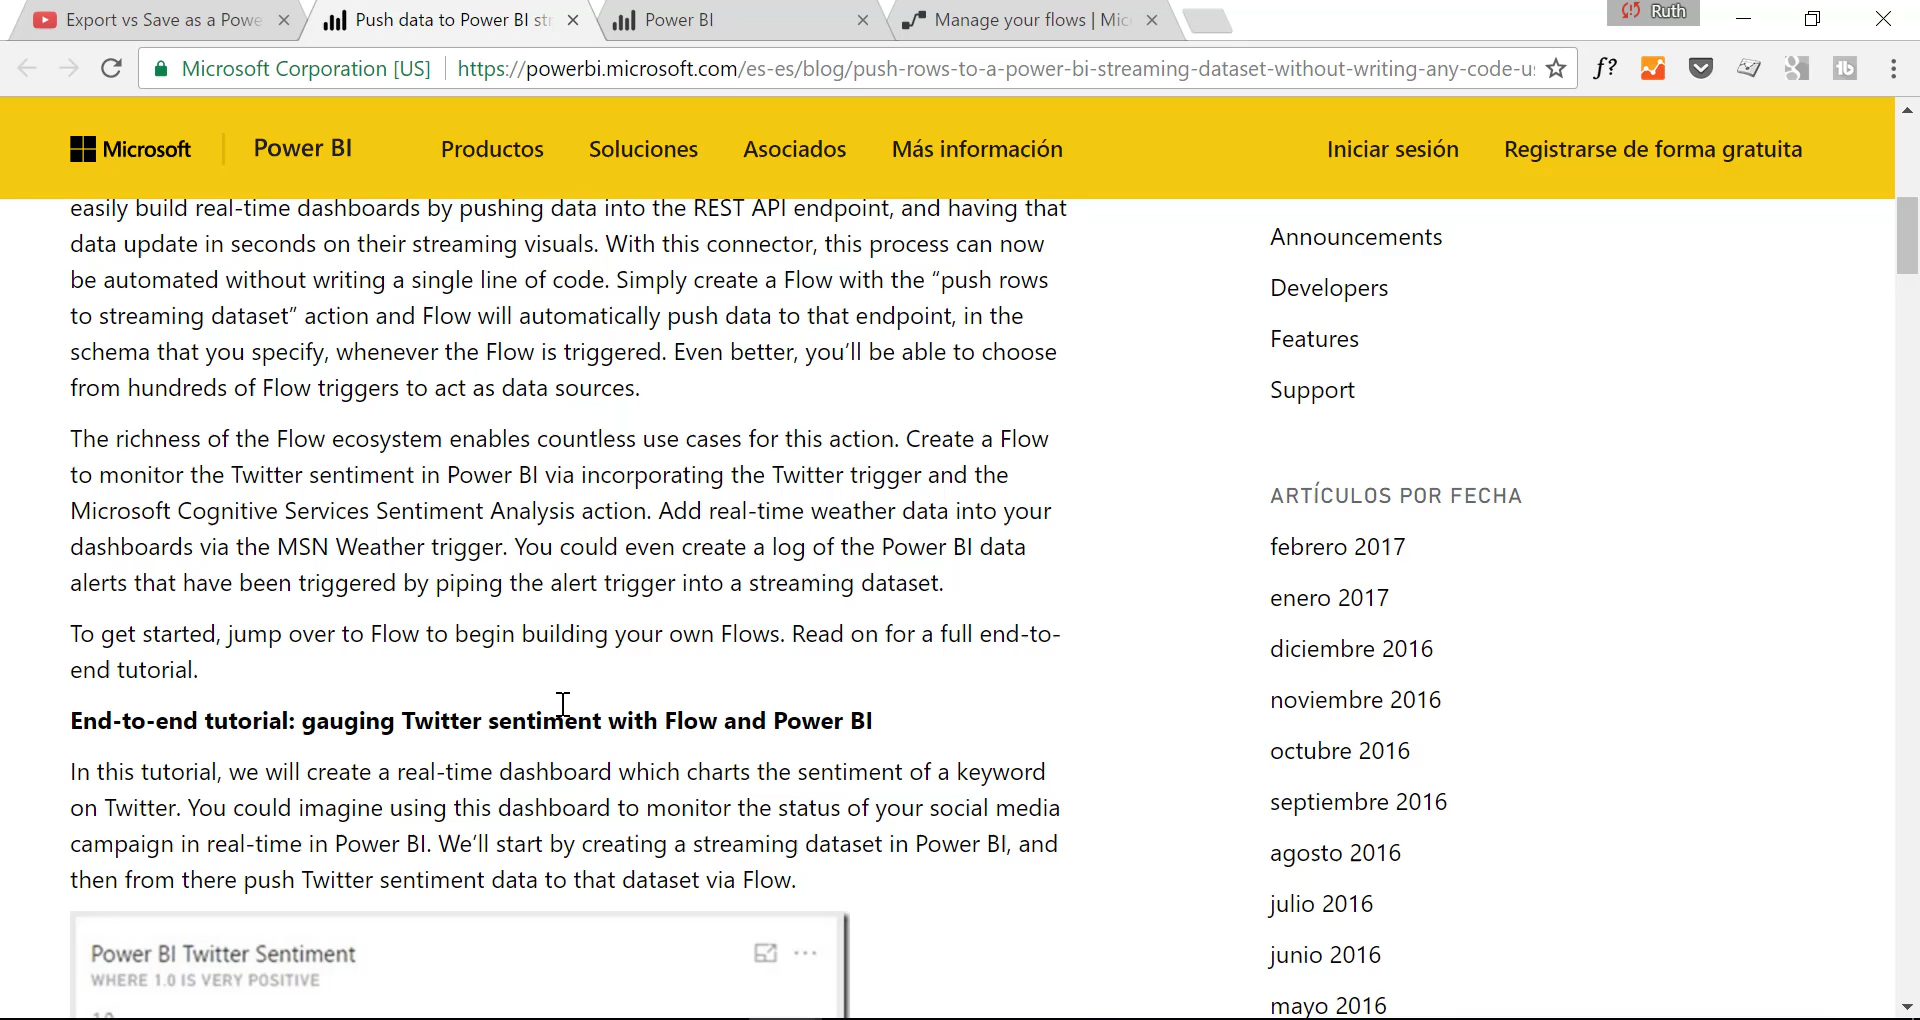 Export vs Save as a Powe
Push data to Power BI str
Power BI
Manage your flows | Mic
Ruth
Microsoft Corporation [US]
https://powerbi.microsoft.com/es-es/blog/push-rows-to-a-power-bi-streaming-dataset-without-writing-any-code-u
f?
tb
Microsoft
Power BI
Productos
Soluciones
Asociados
Más información
Iniciar sesión
Registrarse de forma gratuita
easily build real-time dashboards by pushing data into the REST API endpoint, and having that
data update in seconds on their streaming visuals. With this connector, this process can now
be automated without writing a single line of code. Simply create a Flow with the “push rows
to streaming dataset” action and Flow will automatically push data to that endpoint, in the
schema that you specify, whenever the Flow is triggered. Even better, you’ll be able to choose
from hundreds of Flow triggers to act as data sources.
The richness of the Flow ecosystem enables countless use cases for this action. Create a Flow
to monitor the Twitter sentiment in Power BI via incorporating the Twitter trigger and the
Microsoft Cognitive Services Sentiment Analysis action. Add real-time weather data into your
dashboards via the MSN Weather trigger. You could even create a log of the Power BI data
alerts that have been triggered by piping the alert trigger into a streaming dataset.
To get started, jump over to Flow to begin building your own Flows. Read on for a full end-to-
end tutorial.
End-to-end tutorial: gauging Twitter sentiment with Flow and Power BI
In this tutorial, we will create a real-time dashboard which charts the sentiment of a keyword
on Twitter. You could imagine using this dashboard to monitor the status of your social media
campaign in real-time in Power BI. We’ll start by creating a streaming dataset in Power BI, and
then from there push Twitter sentiment data to that dataset via Flow.
Power BI Twitter Sentiment
WHERE 1.0 IS VERY POSITIVE
1.0
Announcements
Developers
Features
Support
ARTÍCULOS POR FECHA
febrero 2017
enero 2017
diciembre 2016
noviembre 2016
octubre 2016
septiembre 2016
agosto 2016
julio 2016
junio 2016
mayo 2016